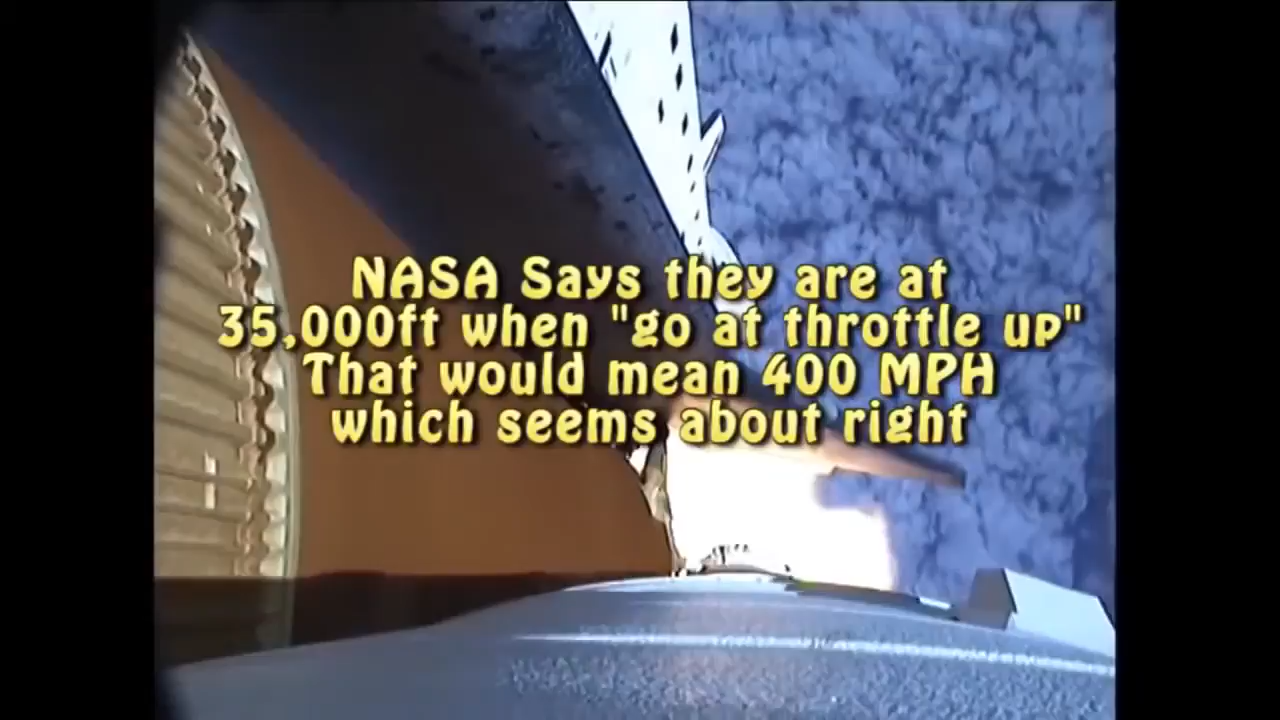 NASA Says they are at
35,000ft when "go at throttle up"
That would mean 400 MPH
which seems about right